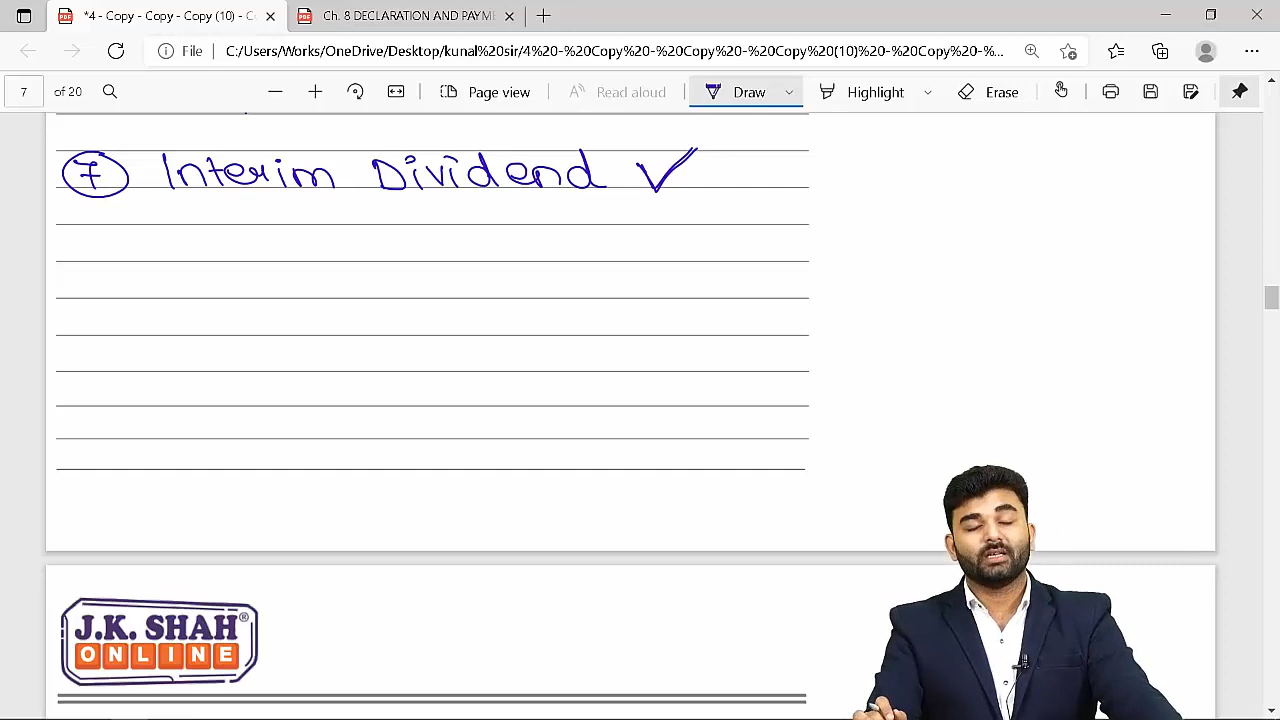 *4 - Copy - Copy - Copy (10) - C
Ch. 8 DECLARATION AND PAYM
File
C:/Users/Works/OneDrive/Desktop/kunal%20sir/4%20-%20Copy%20-%20Copy%20-%20Copy%20(10)%20-%20Copy%20-%...
7 of 20
Page view
Read aloud
Draw
Highlight
Erase
7 Interim Dividend ✓
J.K. SHAH®
ONLINE